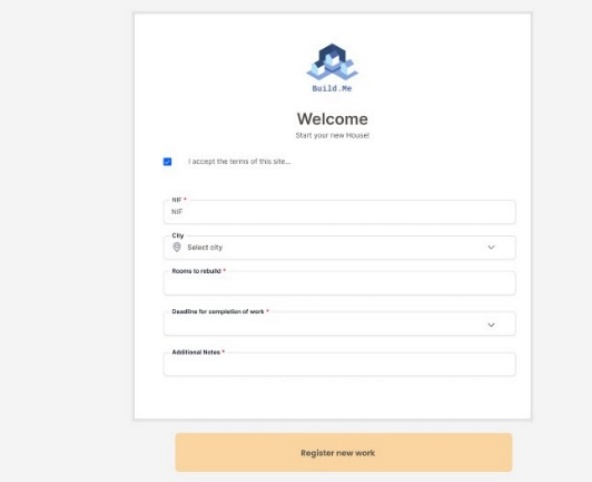 Build.Me
Welcome
Start your new House!
I accept the terms of this site...
NIF *
NIF
City
Select city
Rooms to rebuild *
Deadline for completion of work *
Additional Notes *
Register new work